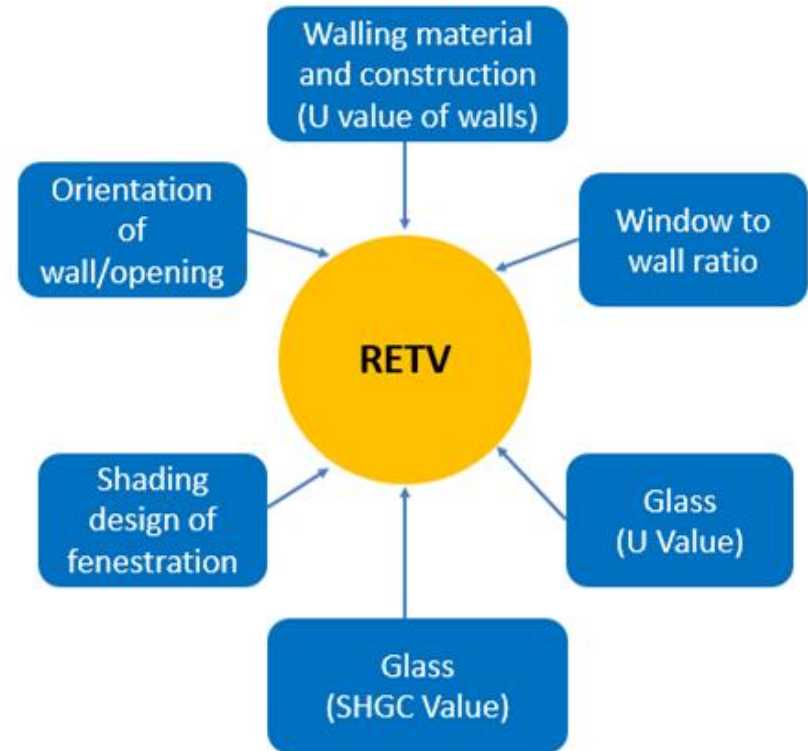 Walling material
and construction
(U value of walls)
Orientation
of
wall/opening
Window to
wall ratio
RETV
Shading
design of
fenestration
Glass
(U Value)
Glass
(SHGC Value)